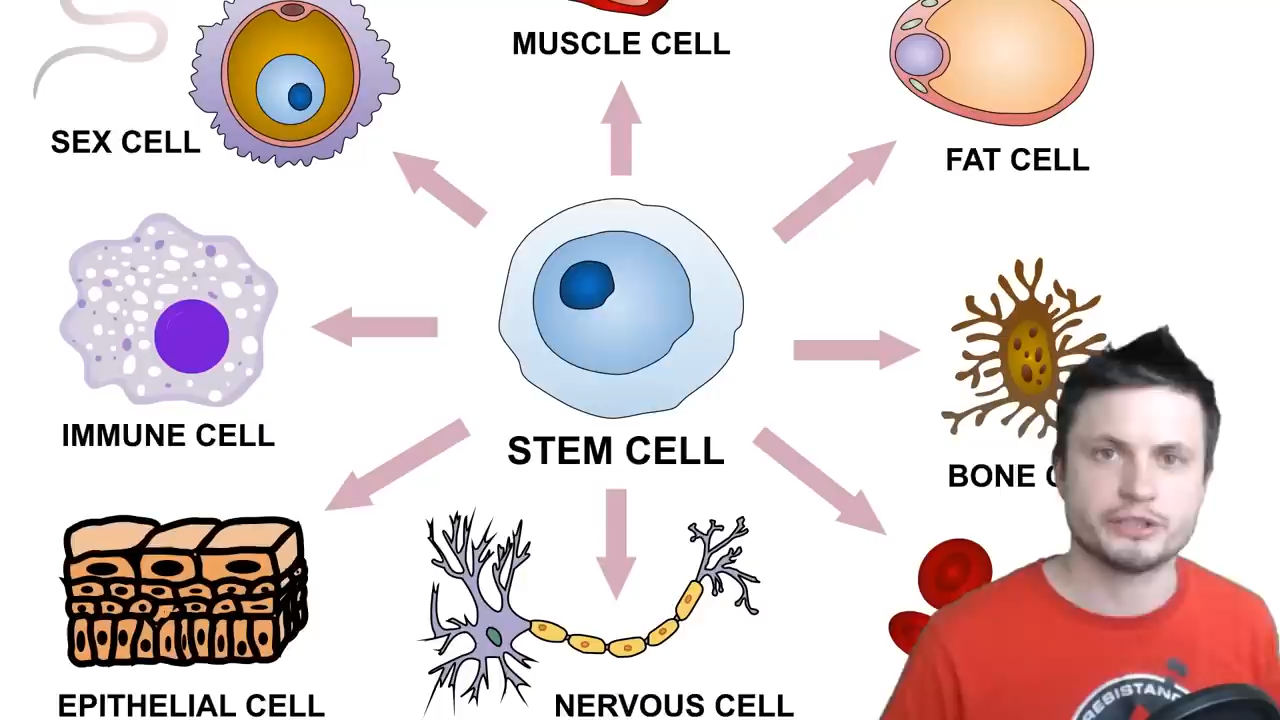 MUSCLE CELL
SEX CELL
FAT CELL
IMMUNE CELL
STEM CELL
BONE
EPITHELIAL CELL
NERVOUS CELL